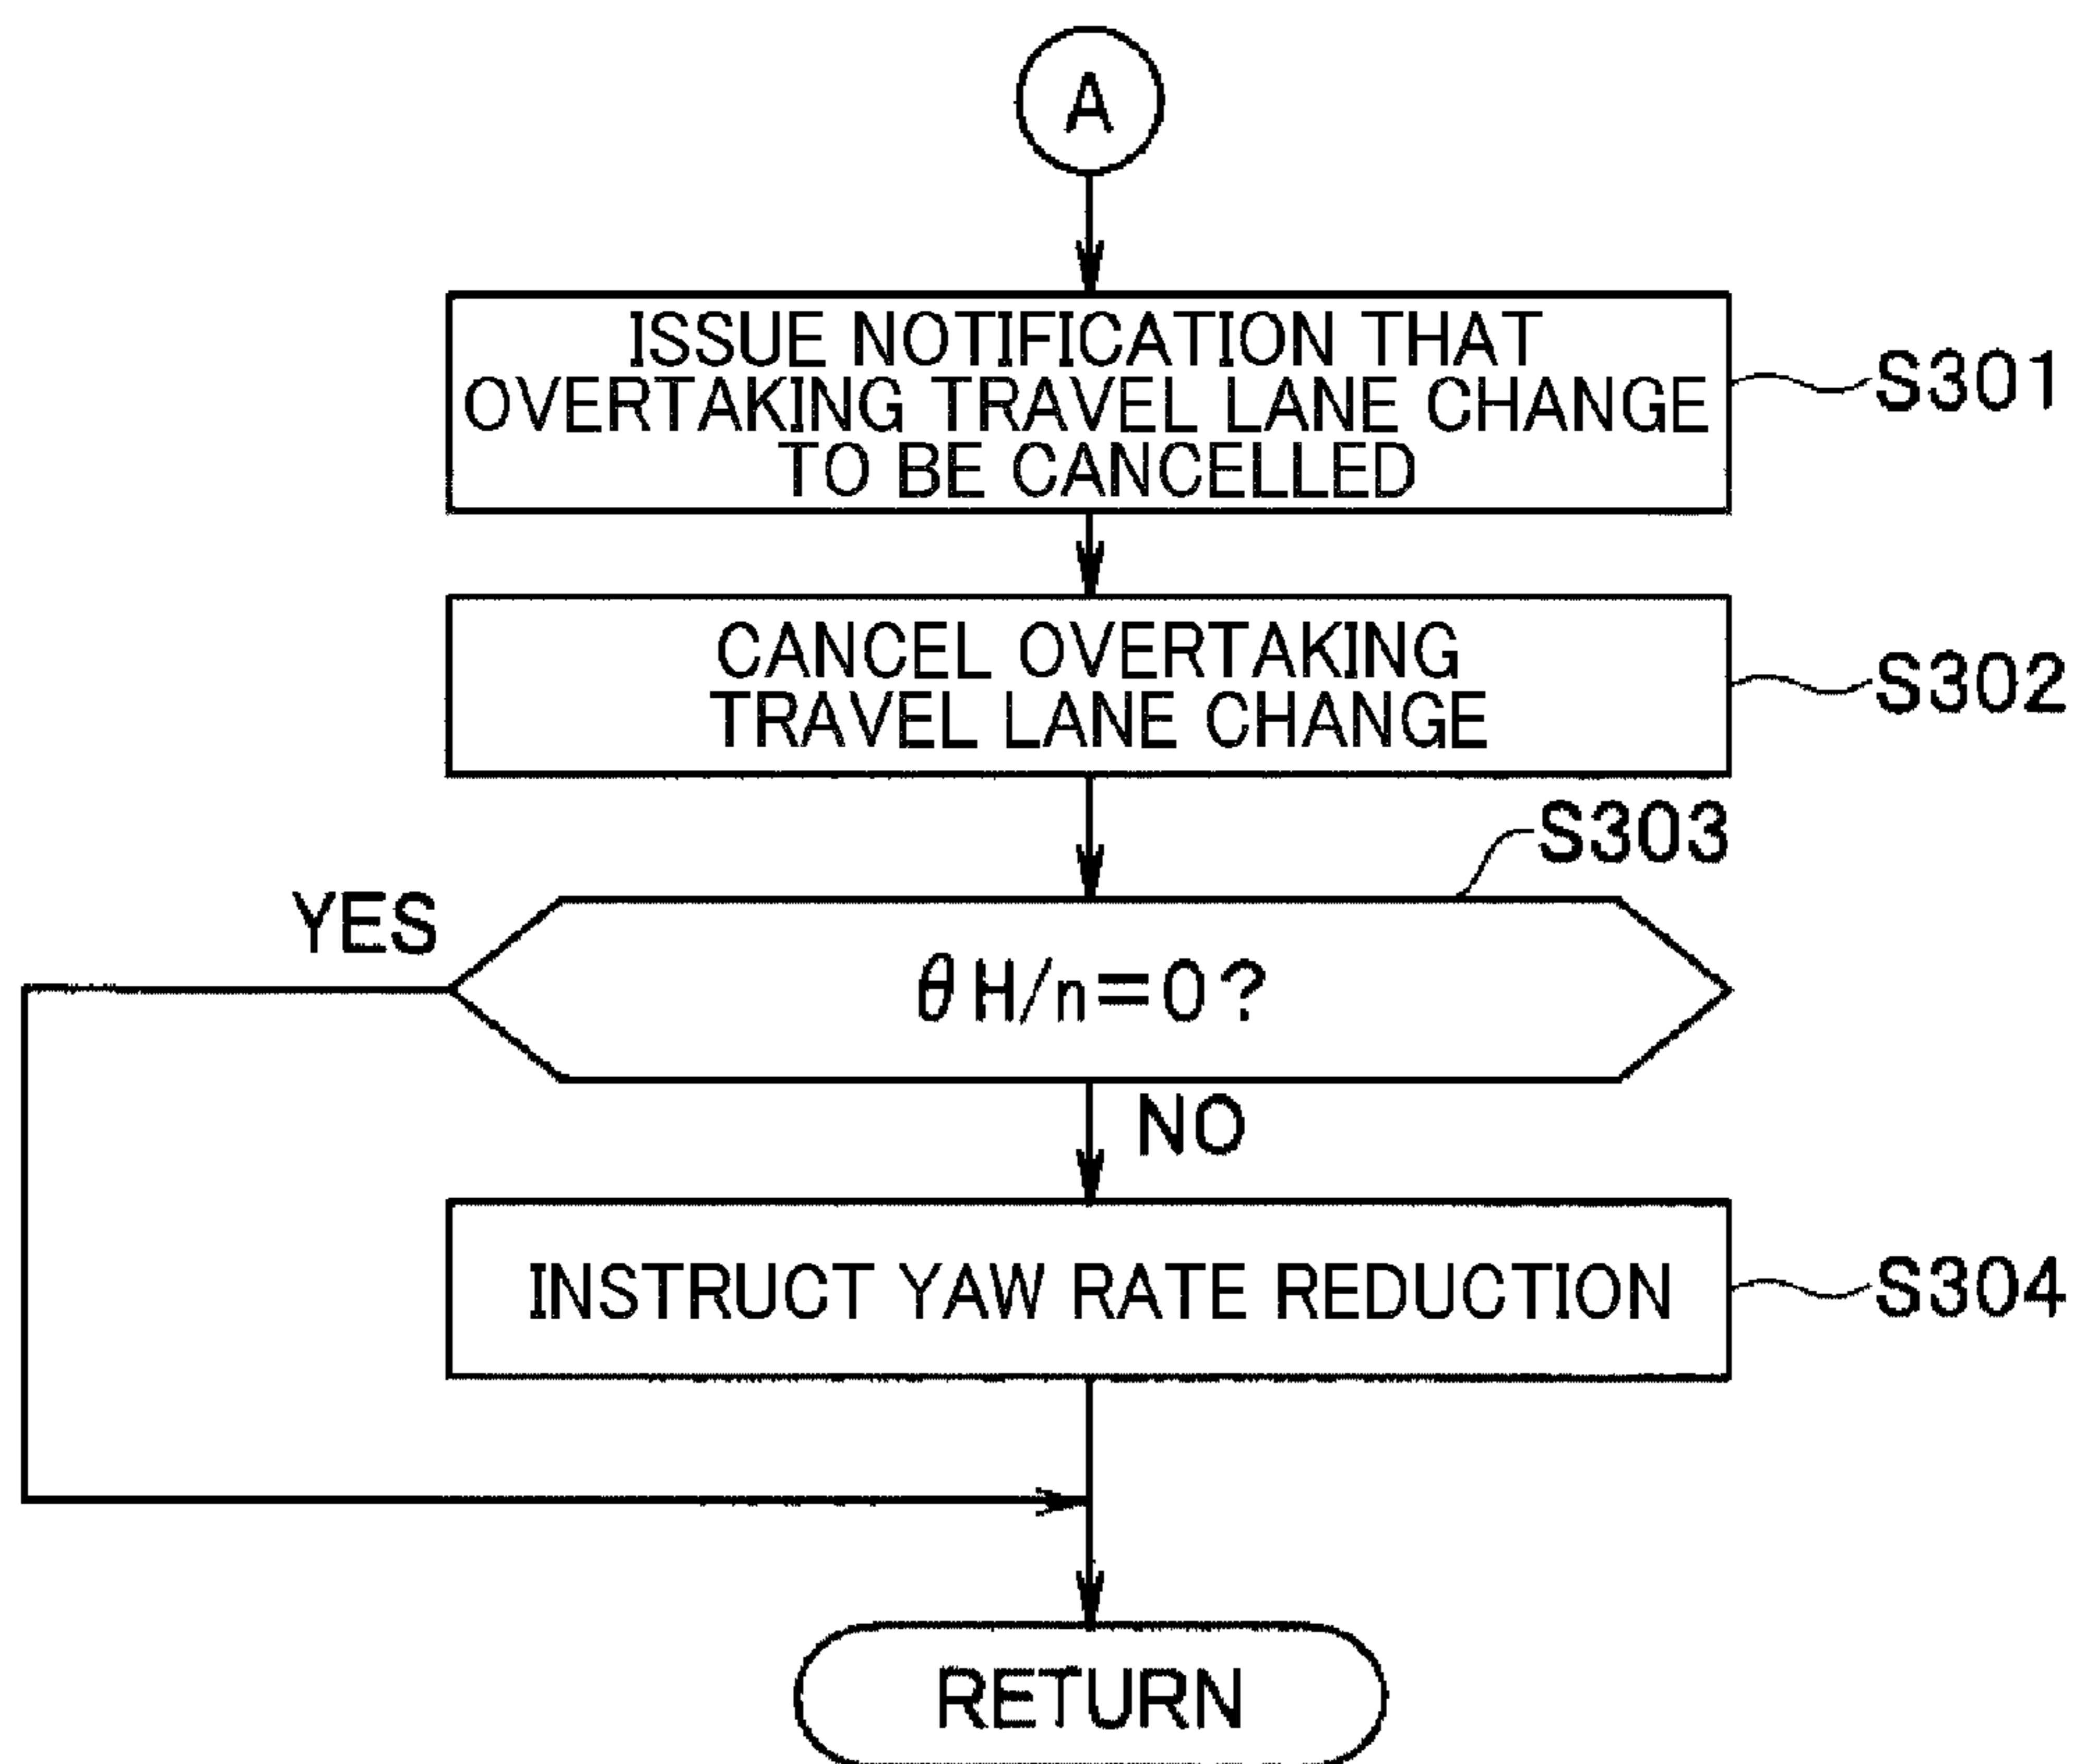 A
ISSUE NOTIFICATION THAT
OVERTAKING TRAVEL LANE CHANGE
TO BE CANCELLED
S301
CANCEL OVERTAKING
TRAVEL LANE CHANGE
S302
S303
YES
θH/n=0?
NO
INSTRUCT YAW RATE REDUCTION
S304
RETURN